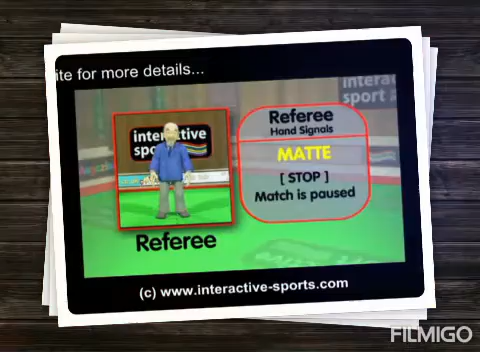 ite for more details...
interactive
sport
interactive
spo
Referee
Hand Signals
MATTE
[ STOP ]
Match is paused
Referee
(c) www.interactive-sports.com
FILMIGO